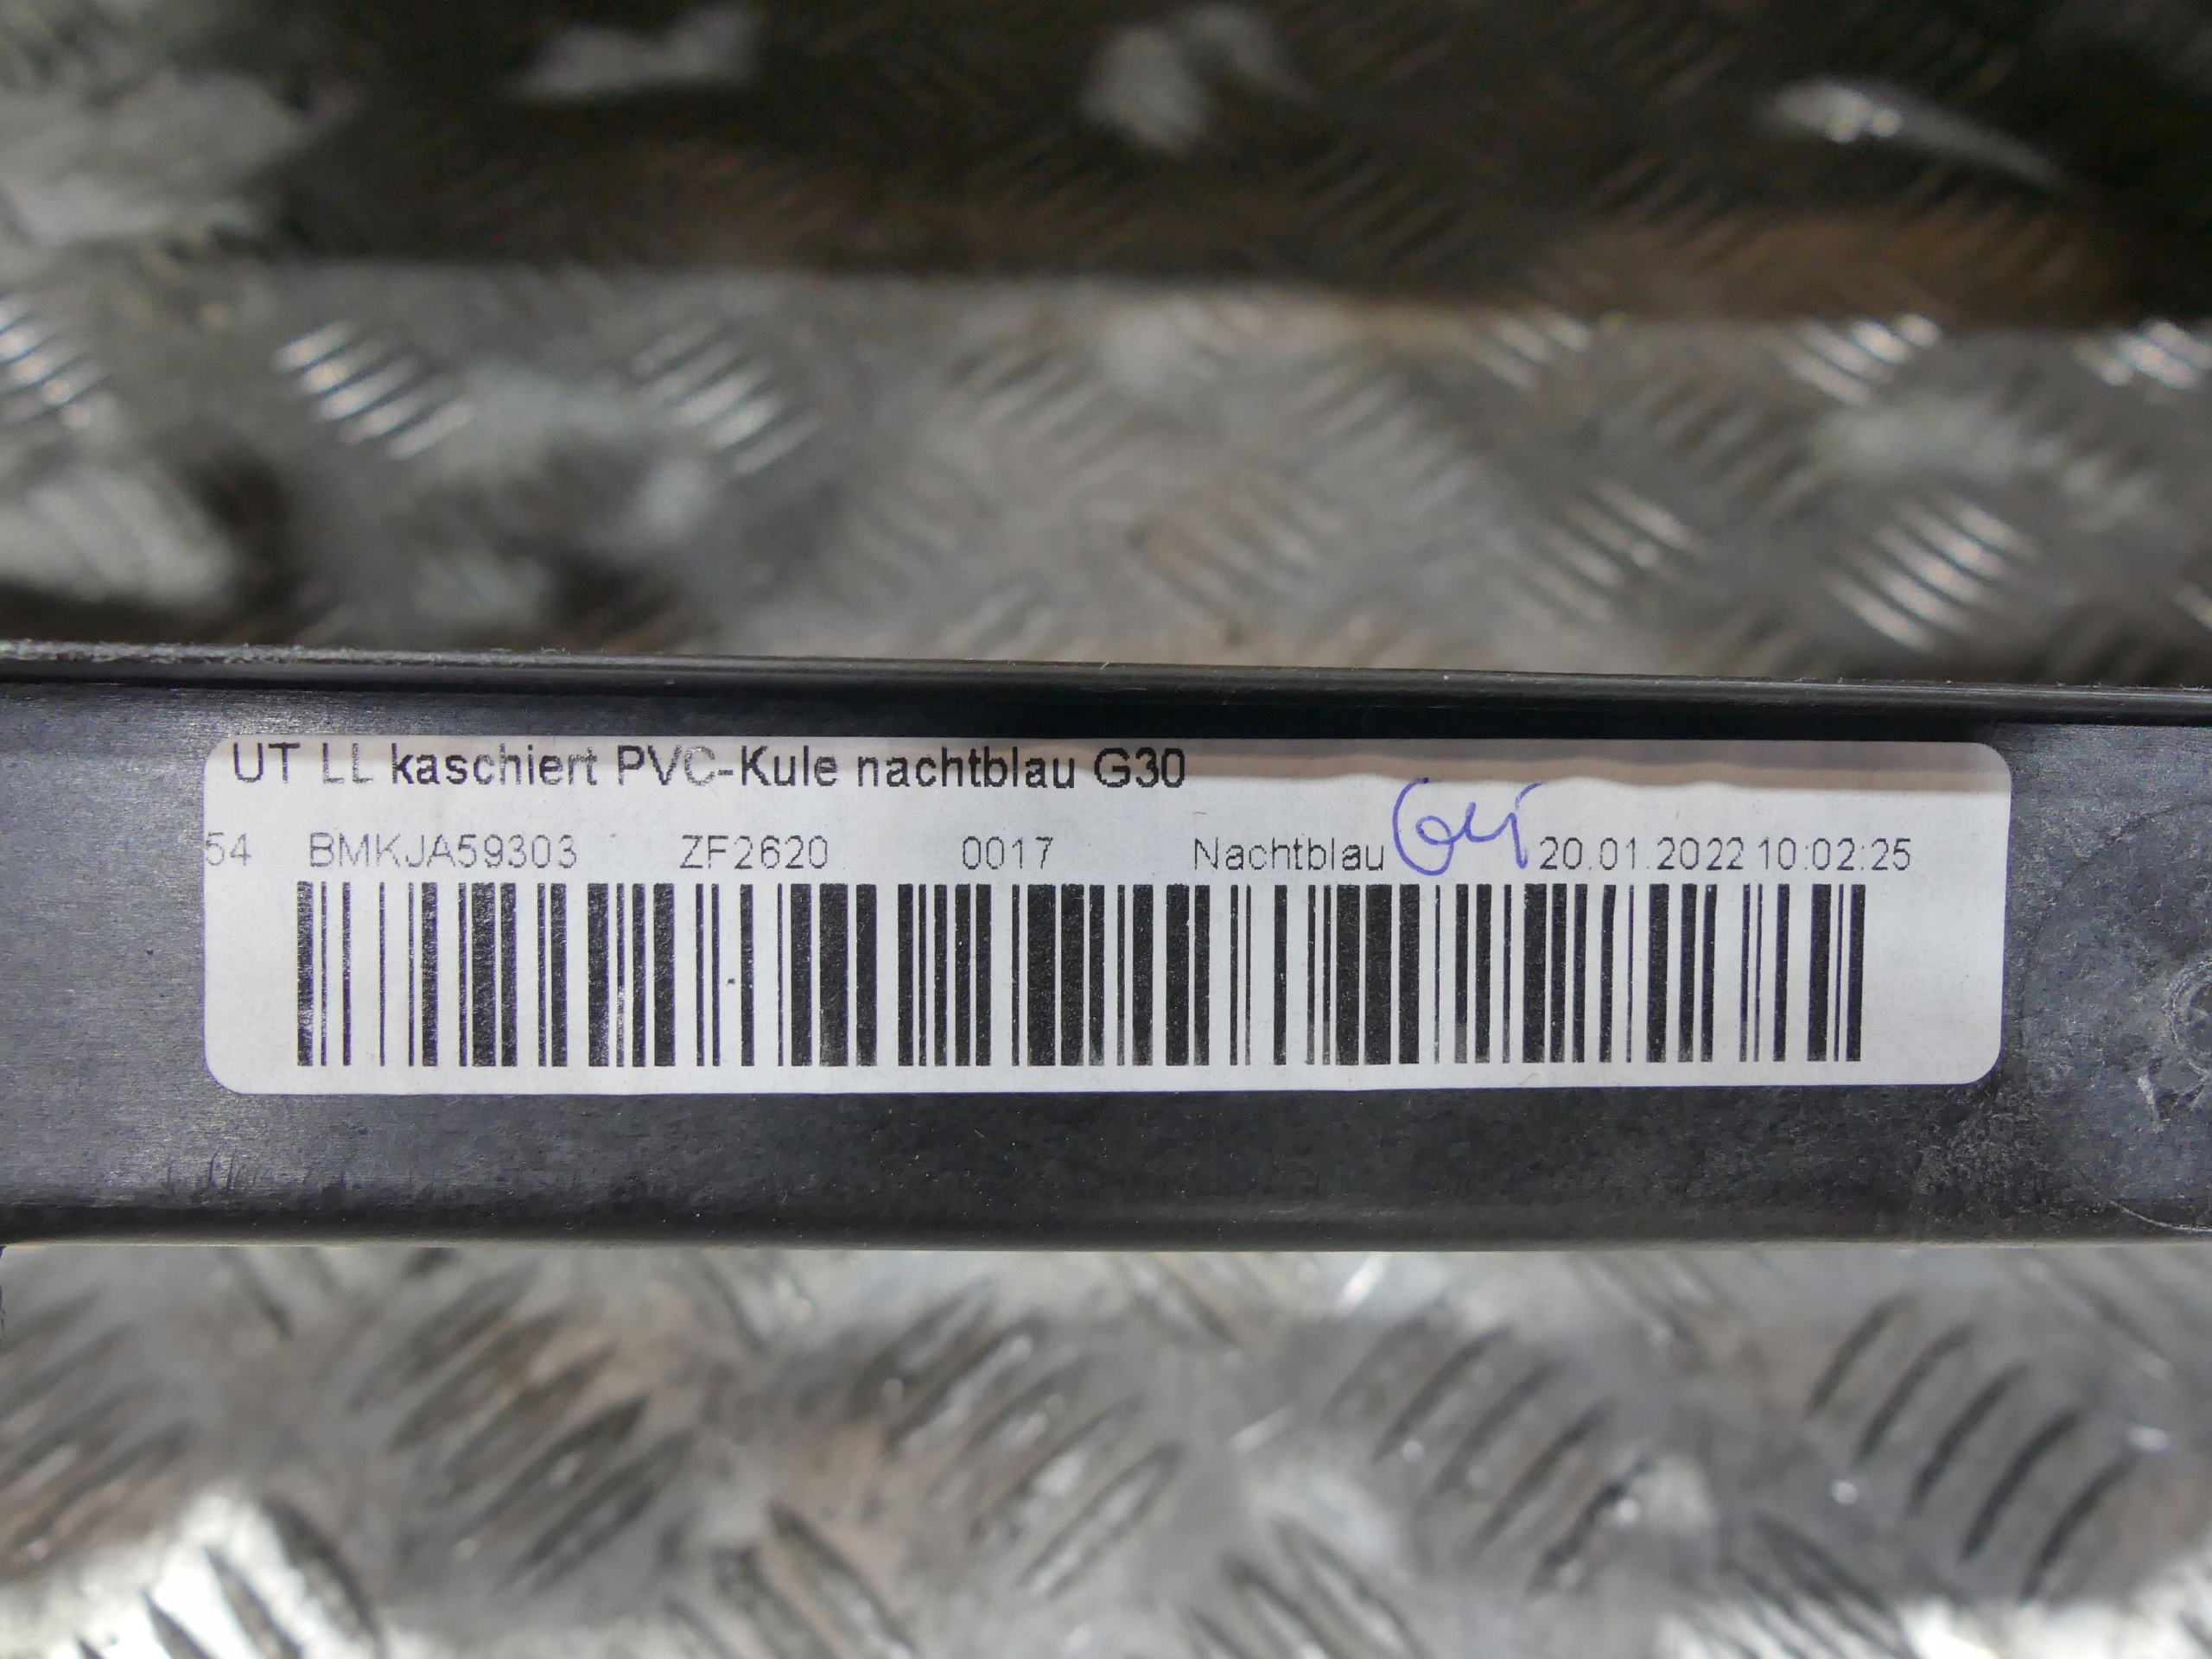 UT LL kaschiert PVC-Kule nachtblau G30
54 BMKJA59303 ZF2620 0017 Nachtblau 20.01.2022 10:02:25